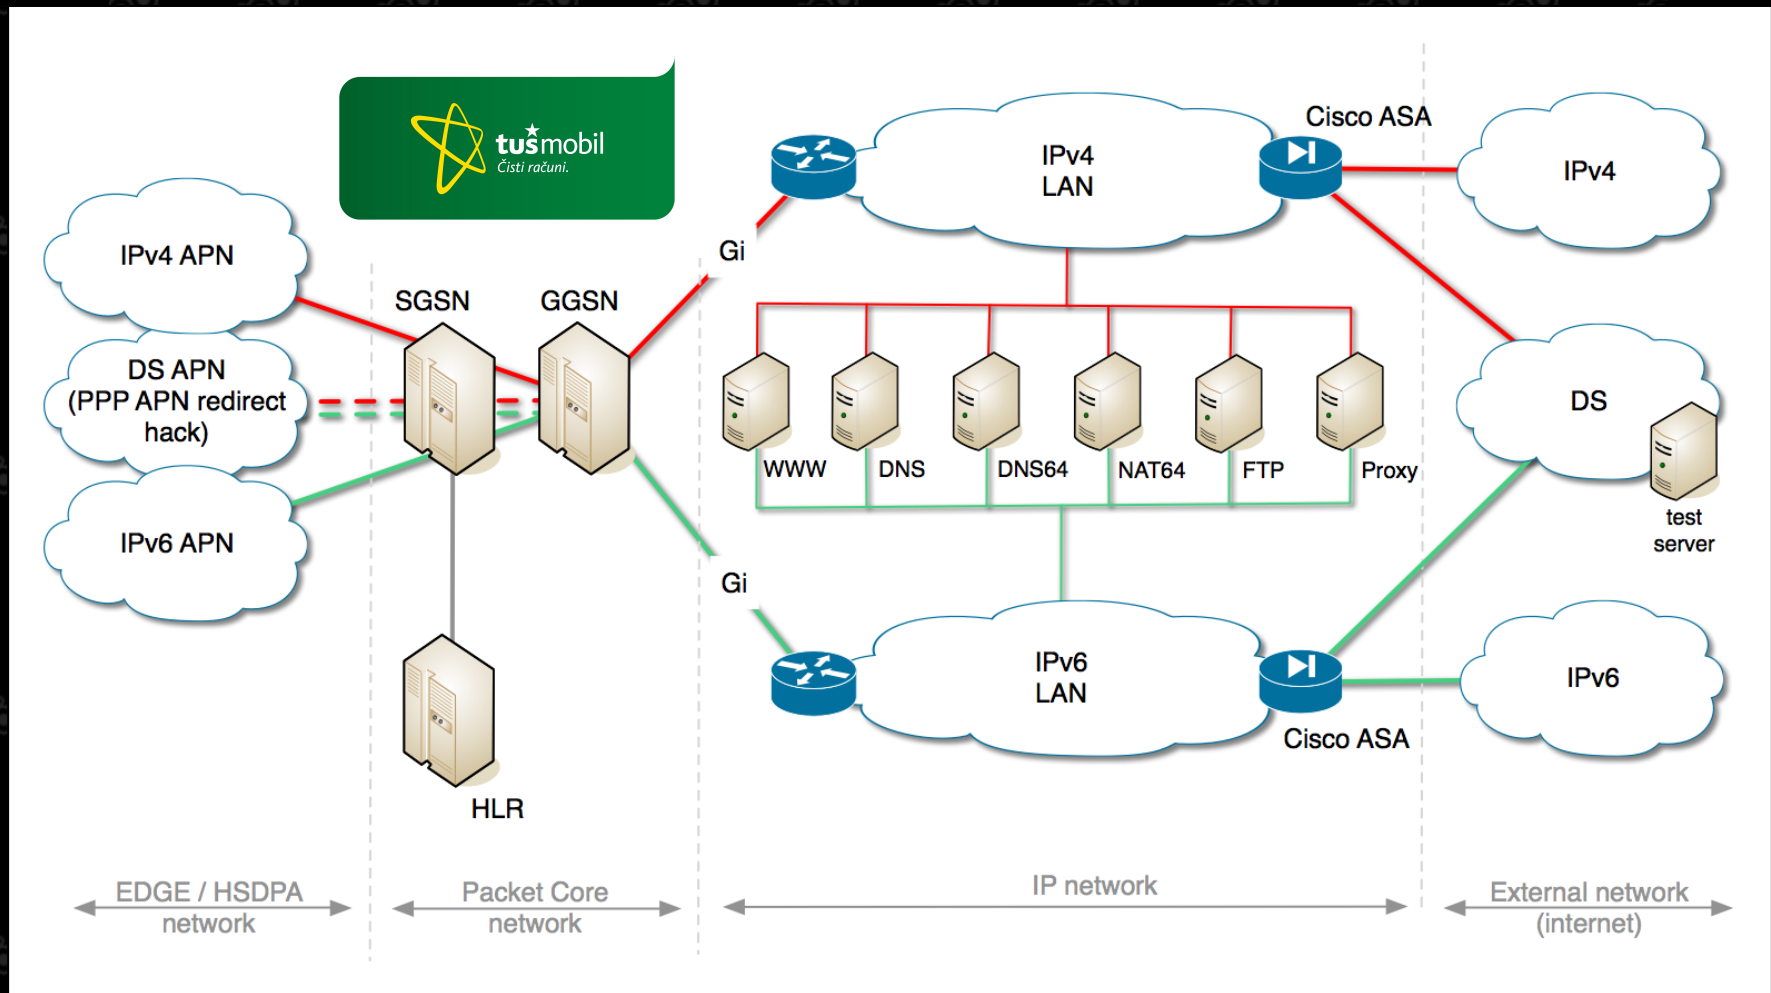 tušmobil
Čisti računi.
Cisco ASA
IPv4
LAN
IPv4
IPv4 APN
Gi
SGSN
GGSN
DS APN
(PPP APN redirect
hack)
DS
WWW
DNS
DNS64
NAT64
FTP
Proxy
test
server
IPv6 APN
Gi
IPv6
LAN
IPv6
Cisco ASA
HLR
EDGE / HSDPA
network
Packet Core
network
IP network
External network
(internet)